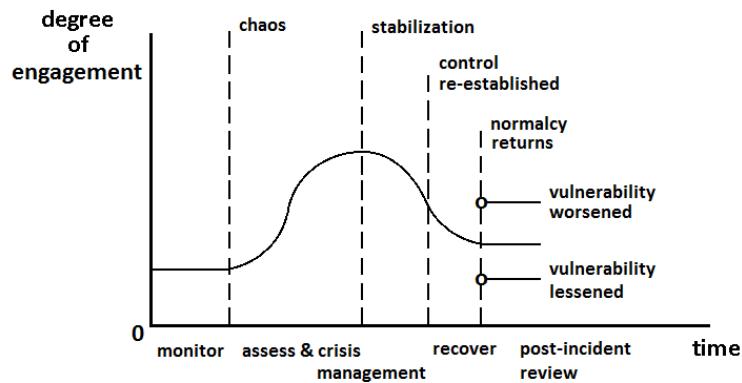 degree
of
engagement
chaos
stabilization
control
re-established
normalcy
returns
vulnerability
worsened
vulnerability
lessened
0
time
monitor
assess & crisis
management
recover
post-incident
review